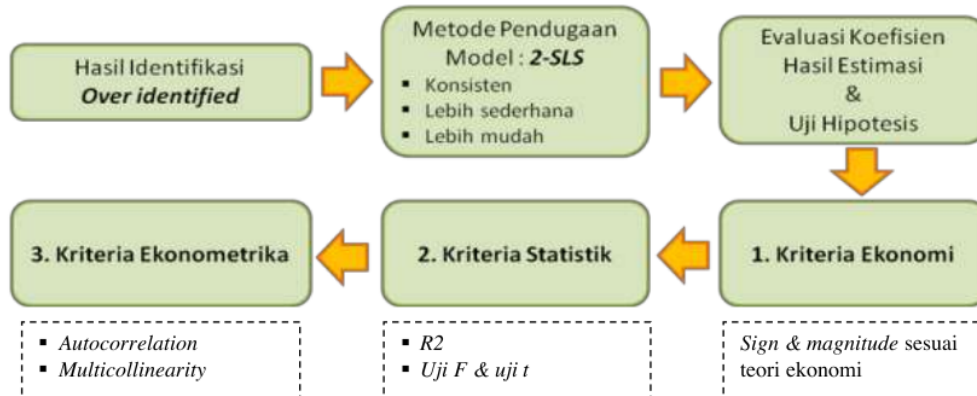 Hasil Identifikasi
Over identified
Metode Pendugaan
Model : 2-SLS
▪ Konsisten
▪ Lebih sederhana
▪ Lebih mudah
Evaluasi Koefisien
Hasil Estimasi
&
Uji Hipotesis
1. Kriteria Ekonomi
Sign & magnitude sesuai
teori ekonomi
2. Kriteria Statistik
▪ R2
▪ Uji F & uji t
3. Kriteria Ekonometrika
▪ Autocorrelation
▪ Multicollinearity